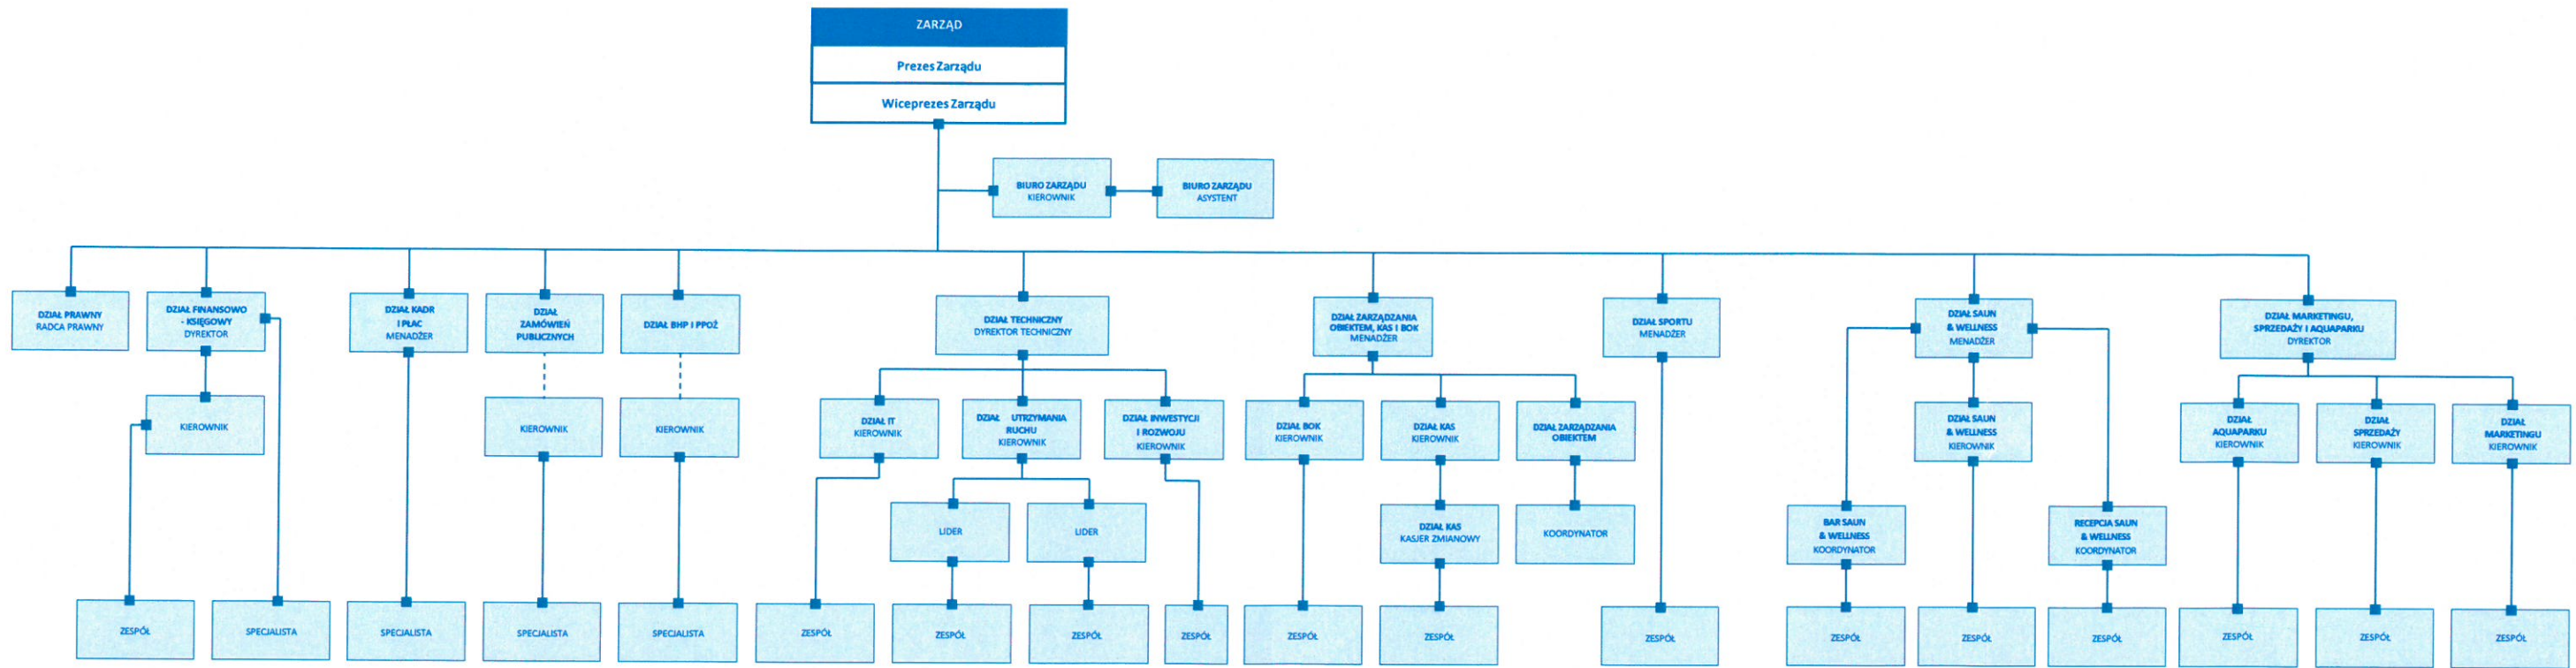 ZARZĄD
Prezes Zarządu
Wiceprezes Zarządu
BIURO ZARZĄDU
KIEROWNIK
BIURO ZARZĄDU
ASYSTENT
DZIAŁ PRAWNY
RADCA PRAWNY
DZIAŁ FINANSOWO
- KSIĘGOWY
DYREKTOR
DZIAŁ KADR
I PŁAC
MENADŻER
DZIAŁ
ZAMÓWIEŃ
PUBLICZNYCH
DZIAŁ BHP I PPOŻ
DZIAŁ TECHNICZNY
DYREKTOR TECHNICZNY
DZIAŁ ZARZĄDZANIA
OBIEKTEM, KAS I BOK
MENADŻER
DZIAŁ SPORTU
MENADŻER
DZIAŁ SAUN
& WELLNESS
MENADŻER
DZIAŁ MARKETINGU,
SPRZEDAŻY I AQUAPARKU
DYREKTOR
KIEROWNIK
KIEROWNIK
KIEROWNIK
DZIAŁ IT
KIEROWNIK
DZIAŁ UTRZYMANIA
RUCHU
KIEROWNIK
DZIAŁ INWESTYCJI
I ROZWOJU
KIEROWNIK
DZIAŁ BOK
KIEROWNIK
DZIAŁ KAS
KIEROWNIK
DZIAŁ ZARZĄDZANIA
OBIEKTEM
DZIAŁ SAUN
& WELLNESS
KIEROWNIK
DZIAŁ
AQUAPARKU
KIEROWNIK
DZIAŁ
SPRZEDAŻY
KIEROWNIK
DZIAŁ
MARKETINGU
KIEROWNIK
LIDER
LIDER
DZIAŁ KAS
KASJER ZMIANOWY
KOORDYNATOR
BAR SAUN
& WELLNESS
KOORDYNATOR
RECEPCJA SAUN
& WELLNESS
KOORDYNATOR
ZESPÓŁ
SPECJALISTA
SPECJALISTA
SPECJALISTA
SPECJALISTA
ZESPÓŁ
ZESPÓŁ
ZESPÓŁ
ZESPÓŁ
ZESPÓŁ
ZESPÓŁ
ZESPÓŁ
ZESPÓŁ
ZESPÓŁ
ZESPÓŁ
ZESPÓŁ
ZESPÓŁ
ZESPÓŁ